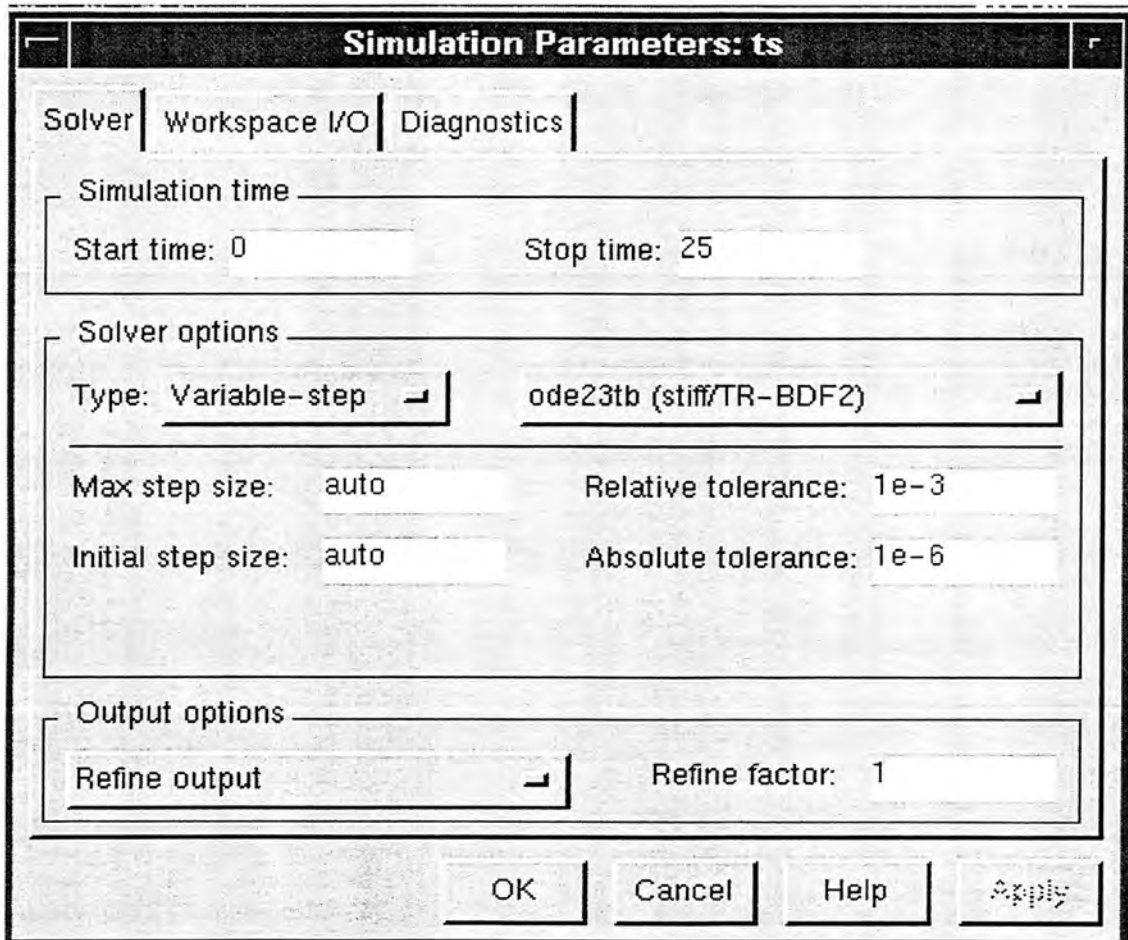 Simulation Parameters: ts
Solver Workspace I/O Diagnostics
Simulation time
Start time: 0 Stop time: 25
Solver options
Type: Variable-step ode23tb (stiff/TR-BDF2)
Max step size: auto Relative tolerance: 1e-3
Initial step size: auto Absolute tolerance: 1e-6
Output options
Refine output Refine factor: 1
OK Cancel Help Apply